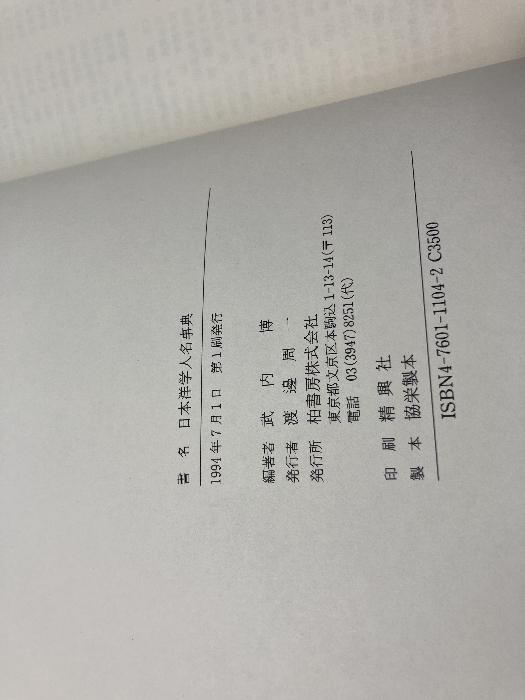 書名 日本洋学人名事典
1994年7月1日 第1刷発行
編著者 武内 博
発行者 渡邊周一
発行所 柏書房株式会社
東京都文京区本駒込1-13-14(〒113)
電話 03(3947)8251(代)
印刷 精興社
製本 協栄製本
ISBN4-7601-1104-2 C3500